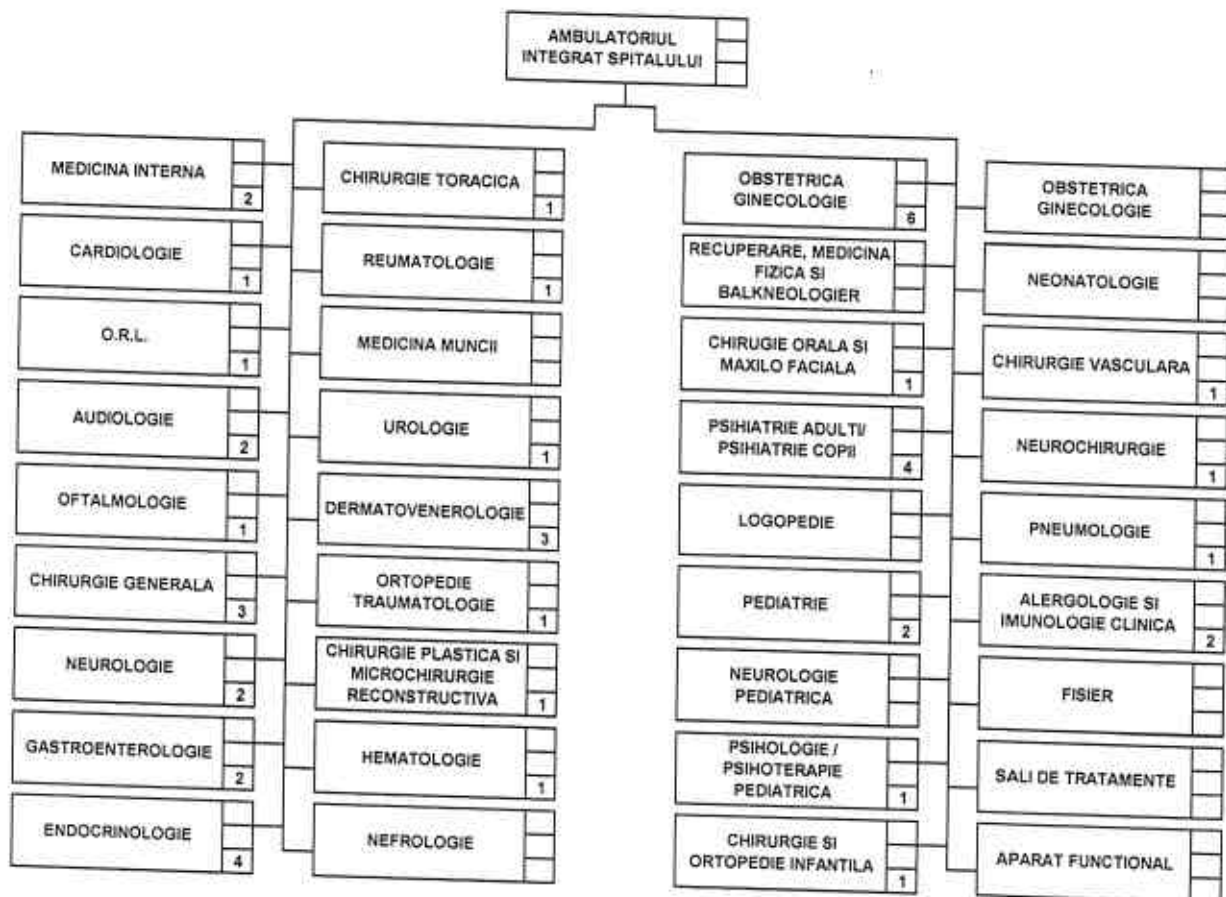 AMBULATORIUL
INTEGRAT SPITALULUI
MEDICINA INTERNA
2
CARDIOLOGIE
1
O.R.L.
1
AUDIOLOGIE
2
OFTALMOLOGIE
1
CHIRURGIE GENERALA
3
NEUROLOGIE
2
GASTROENTEROLOGIE
2
ENDOCRINOLOGIE
4
CHIRURGIE TORACICA
1
REUMATOLOGIE
1
MEDICINA MUNCII
UROLOGIE
1
DERMATOVENEROLOGIE
3
ORTOPEDIE
TRAUMATOLOGIE
1
CHIRURGIE PLASTICA SI
MICROCHIRURGIE
RECONSTRUCTIVA
1
HEMATOLOGIE
1
NEFROLOGIE
OBSTETRICA
GINECOLOGIE
6
RECUPERARE, MEDICINA
FIZICA SI
BALKNEOLOGIER
CHIRUGIE ORALA SI
MAXILO FACIALA
1
PSIHIATRIE ADULTI/
PSIHIATRIE COPII
4
LOGOPEDIE
PEDIATRIE
2
NEUROLOGIE
PEDIATRICA
PSIHOLOGIE /
PSIHOTERAPIE
PEDIATRICA
1
CHIRURGIE SI
ORTOPEDIE INFANTILA
1
OBSTETRICA
GINECOLOGIE
NEONATOLOGIE
CHIRURGIE VASCULARA
1
NEUROCHIRURGIE
1
PNEUMOLOGIE
1
ALERGOLOGIE SI
IMUNOLOGIE CLINICA
2
FISIER
SALI DE TRATAMENTE
APARAT FUNCTIONAL